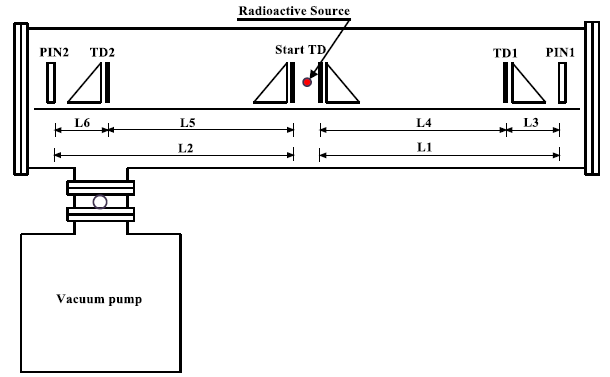 Radioactive Source
PIN2 TD2 Start TD TD1 PIN1
L6 L5 L4 L3
L2 L1
Vacuum pump